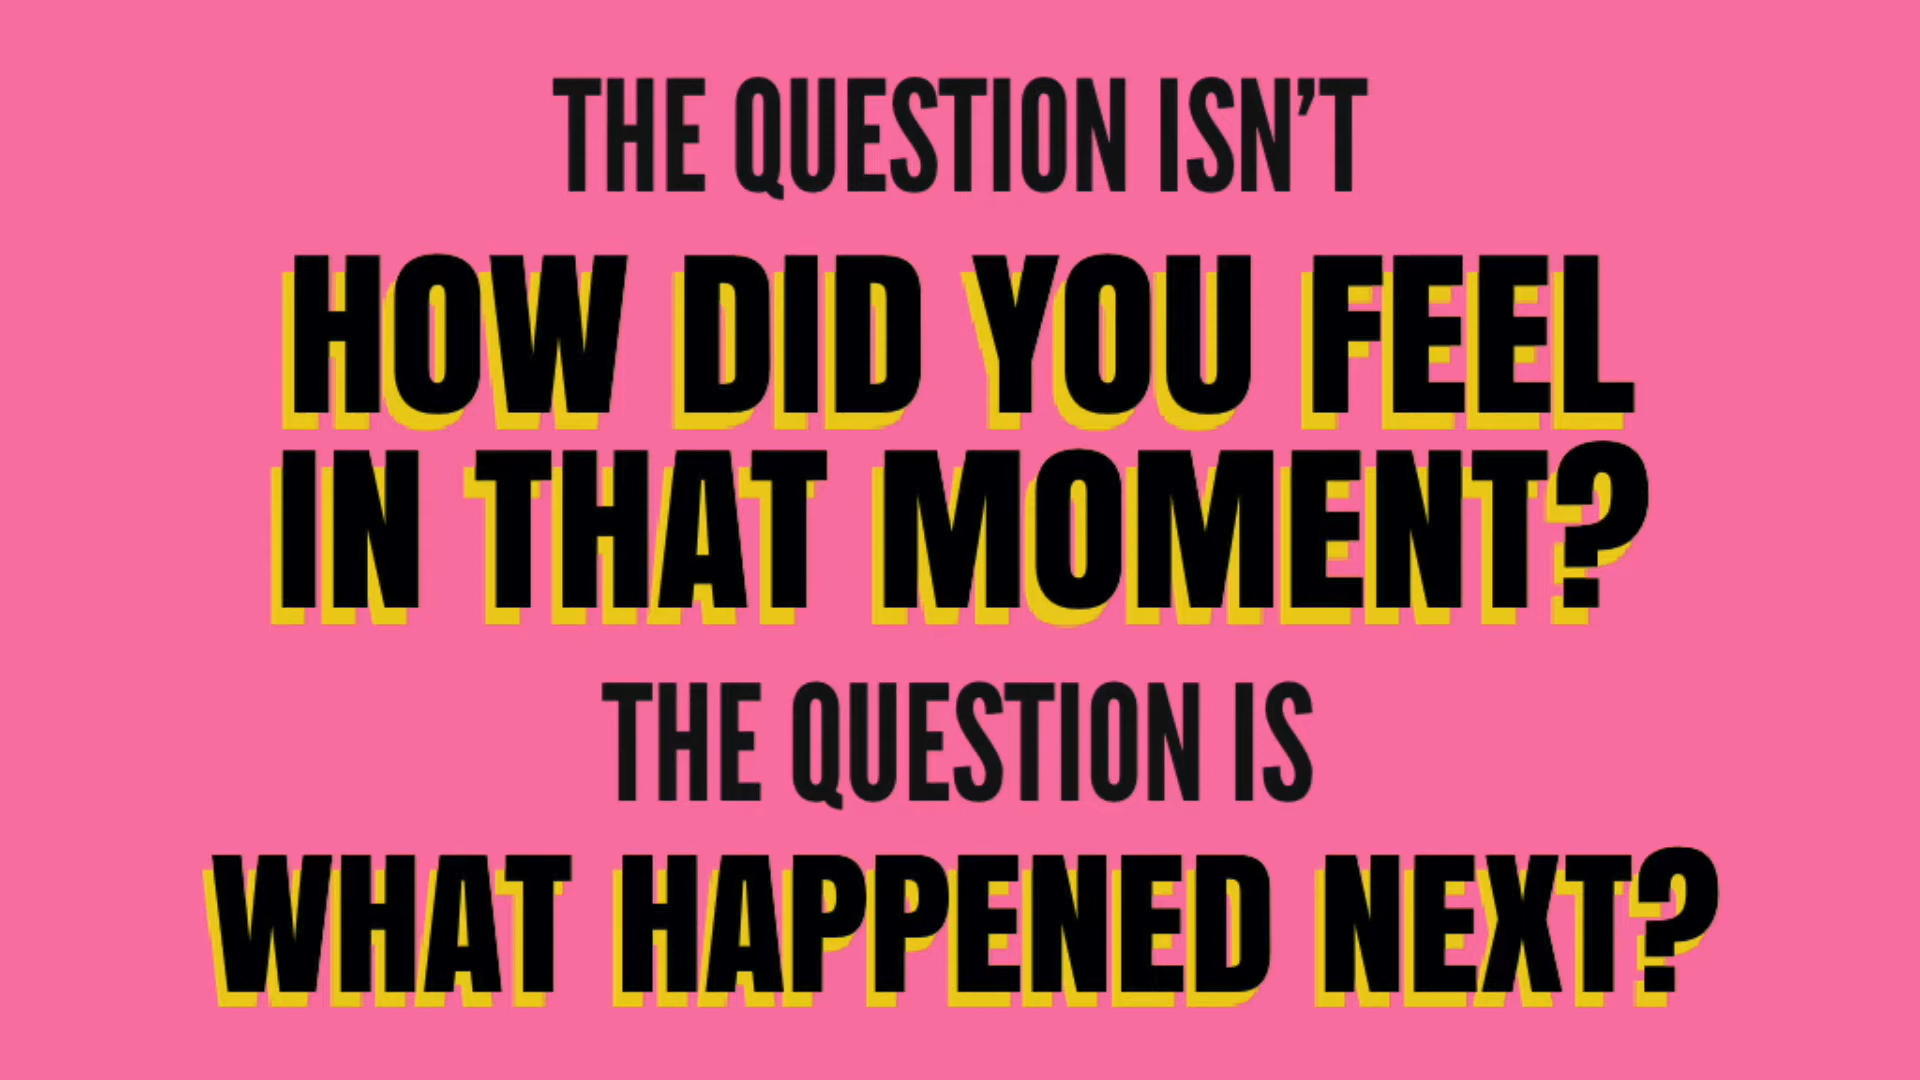 THE QUESTION ISN’T
HOW DID YOU FEEL
IN THAT MOMENT?
THE QUESTION IS
WHAT HAPPENED NEXT?